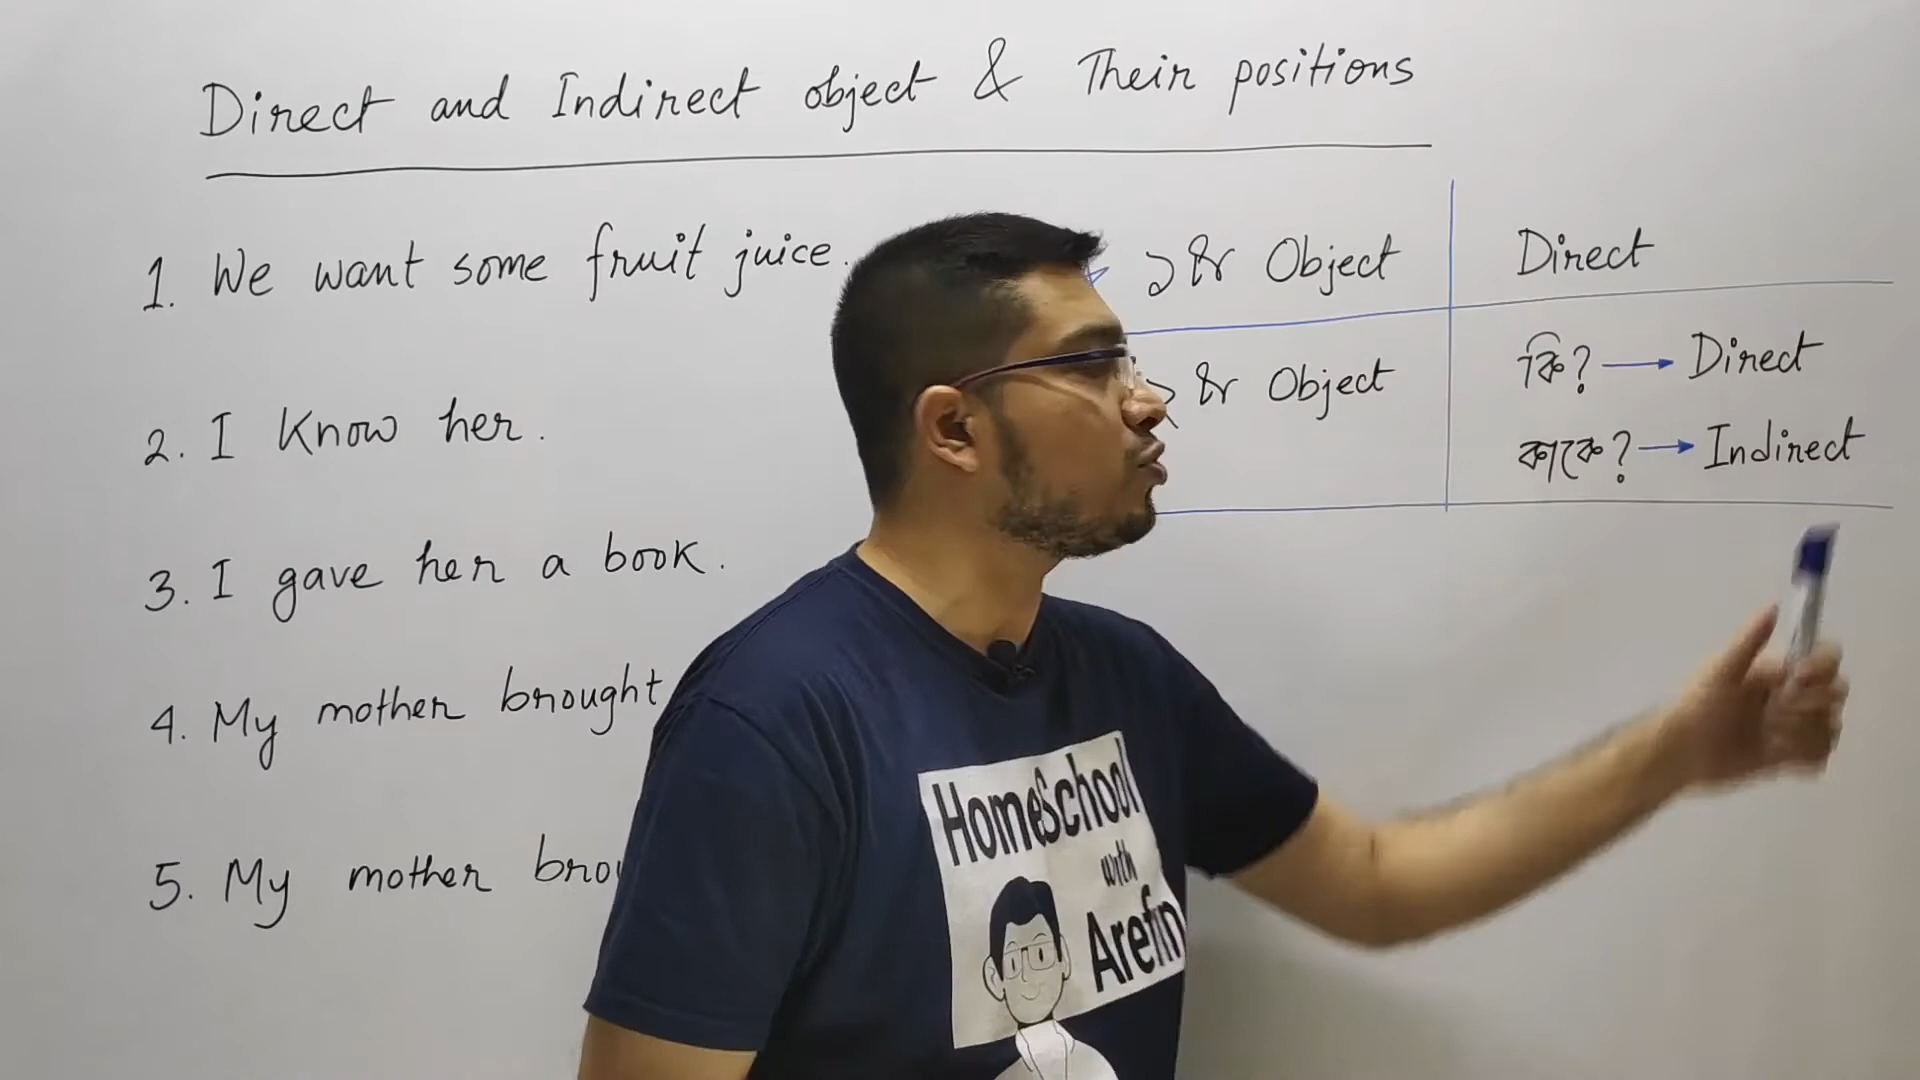 Direct and Indirect object & Their positions
1. We want some fruit juice.
2. I know her.
3. I gave her a book.
4. My mother brought
5. My mother
১টি Object
Direct
টি Object
কি? → Direct
কাকে? → Indirect
HomeSchool
with
Arefin